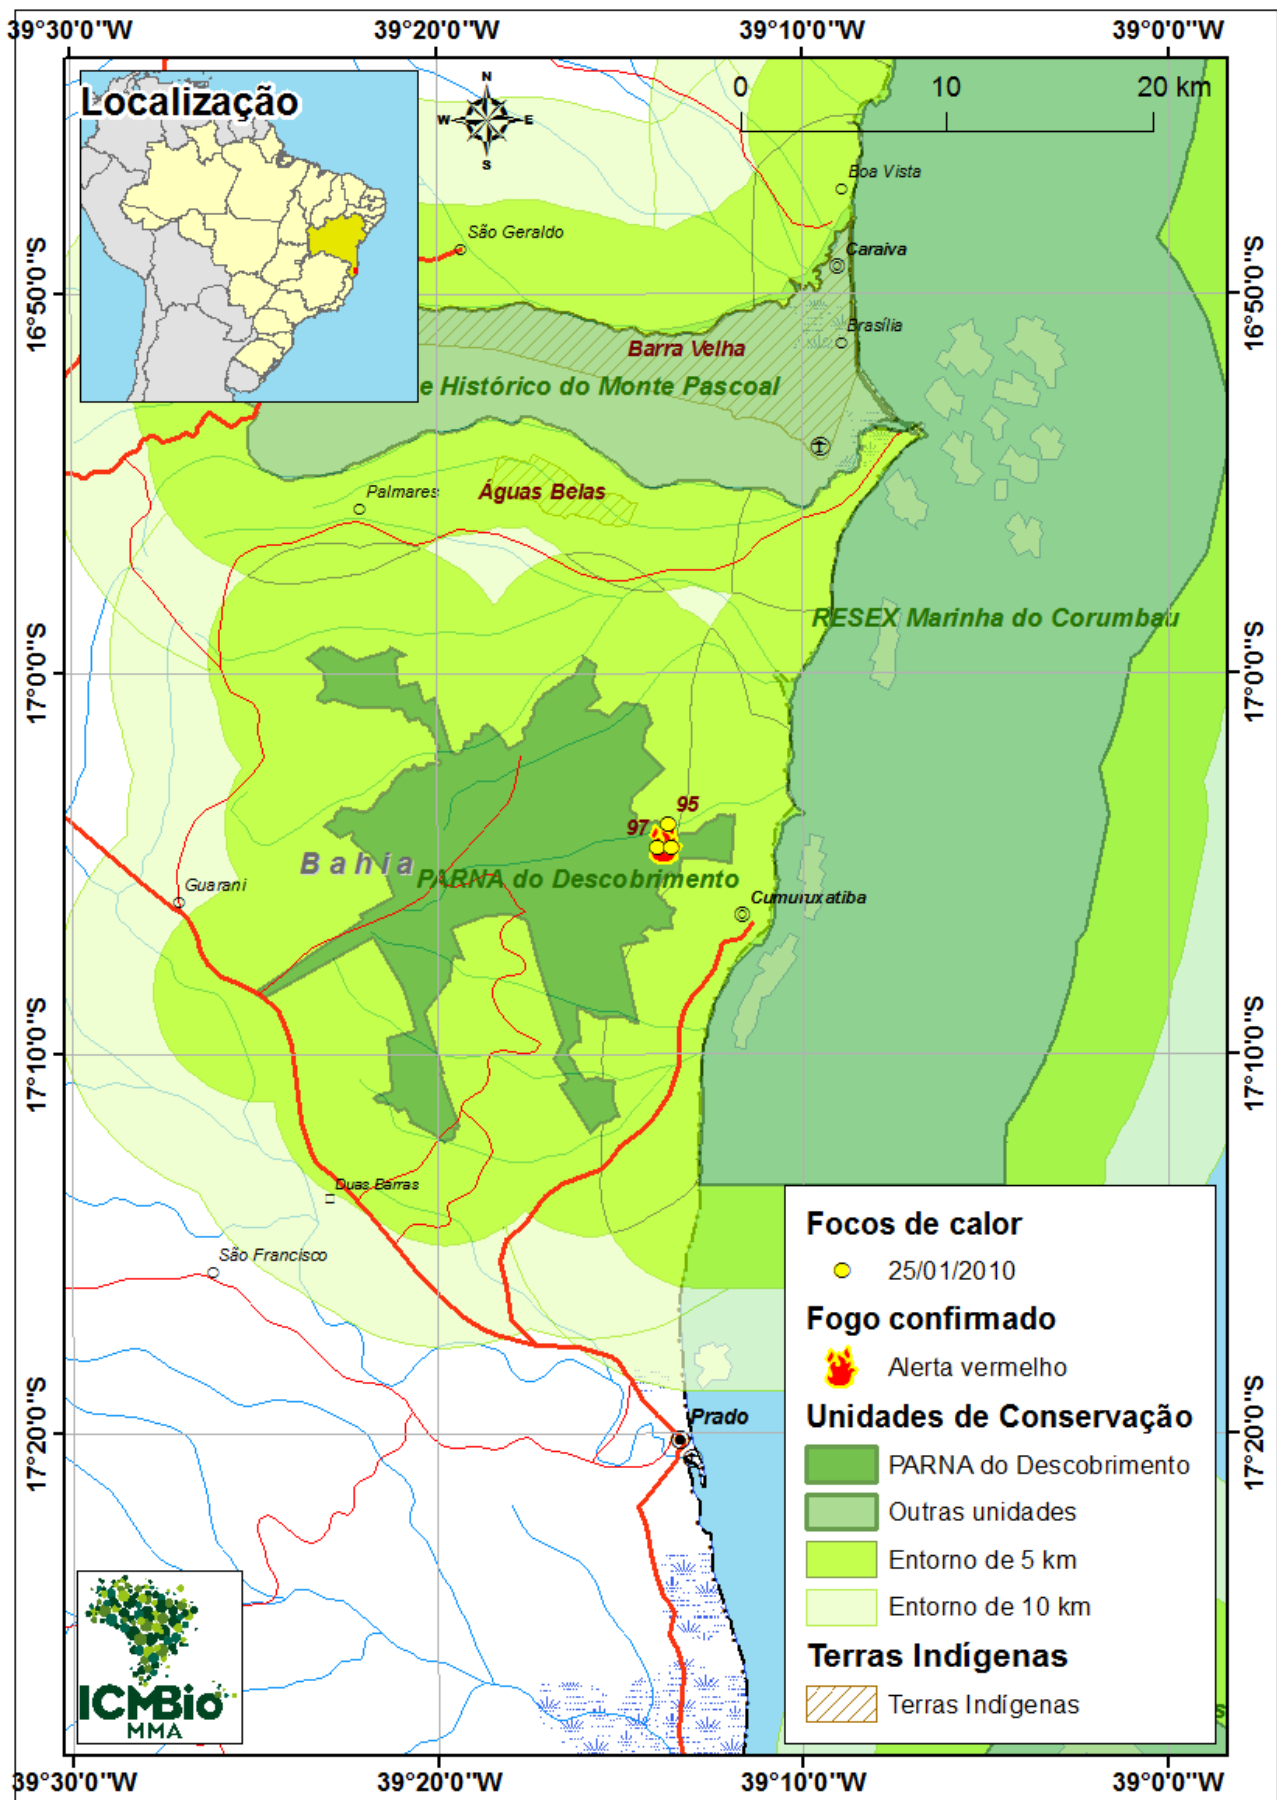 39°30'0"W 39°20'0"W 39°10'0"W 39°0'0"W
Localização
N
W E
S
0 10 20 km
Boa Vista
São Geraldo
Caraiva
16°50'0"S
16°50'0"S
Brasília
Barra Velha
e Histórico do Monte Pascoal
Palmares
Águas Belas
RESEX Marinha do Corumbau
17°0'0"S
17°0'0"S
95
97
Bahia
PARNA do Descobrimento
Guarani
Cumuruxatiba
17°10'0"S
17°10'0"S
Duas Barras
São Francisco
Focos de calor
25/01/2010
Fogo confirmado
Alerta vermelho
Unidades de Conservação
PARNA do Descobrimento
Outras unidades
Entorno de 5 km
Entorno de 10 km
Terras Indígenas
Terras Indígenas
Prado
17°20'0"S
17°20'0"S
ICMBio
MMA
s
39°30'0"W 39°20'0"W 39°10'0"W 39°0'0"W